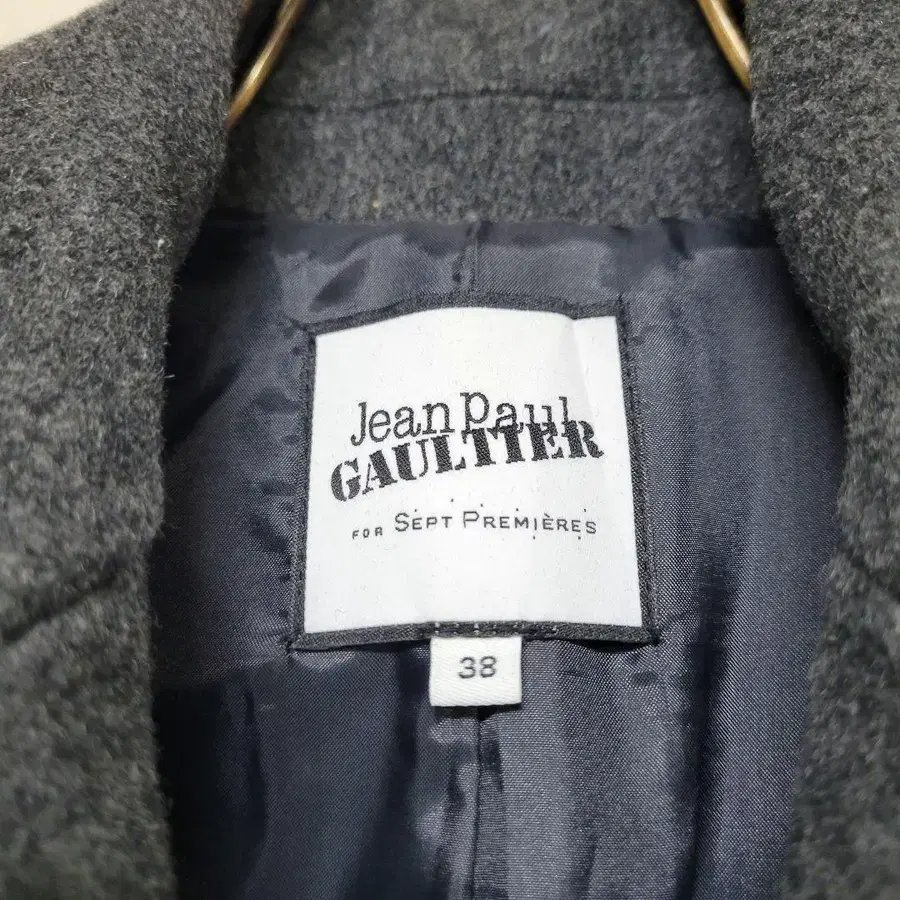 Jean Paul
GAULTIER
FOR SEPT PREMIÈRES
38